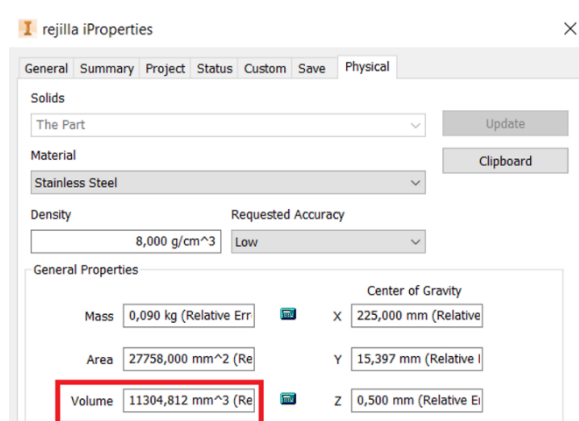 rejilla iProperties
General Summary Project Status Custom Save Physical
Solids
The Part
Update
Material
Clipboard
Stainless Steel
Density Requested Accuracy
8,000 g/cm^3 Low
General Properties
Center of Gravity
Mass 0,090 kg (Relative Err X 225,000 mm (Relative
Area 27758,000 mm^2 (Re Y 15,397 mm (Relative
Volume 11304,812 mm^3 (Re Z 0,500 mm (Relative